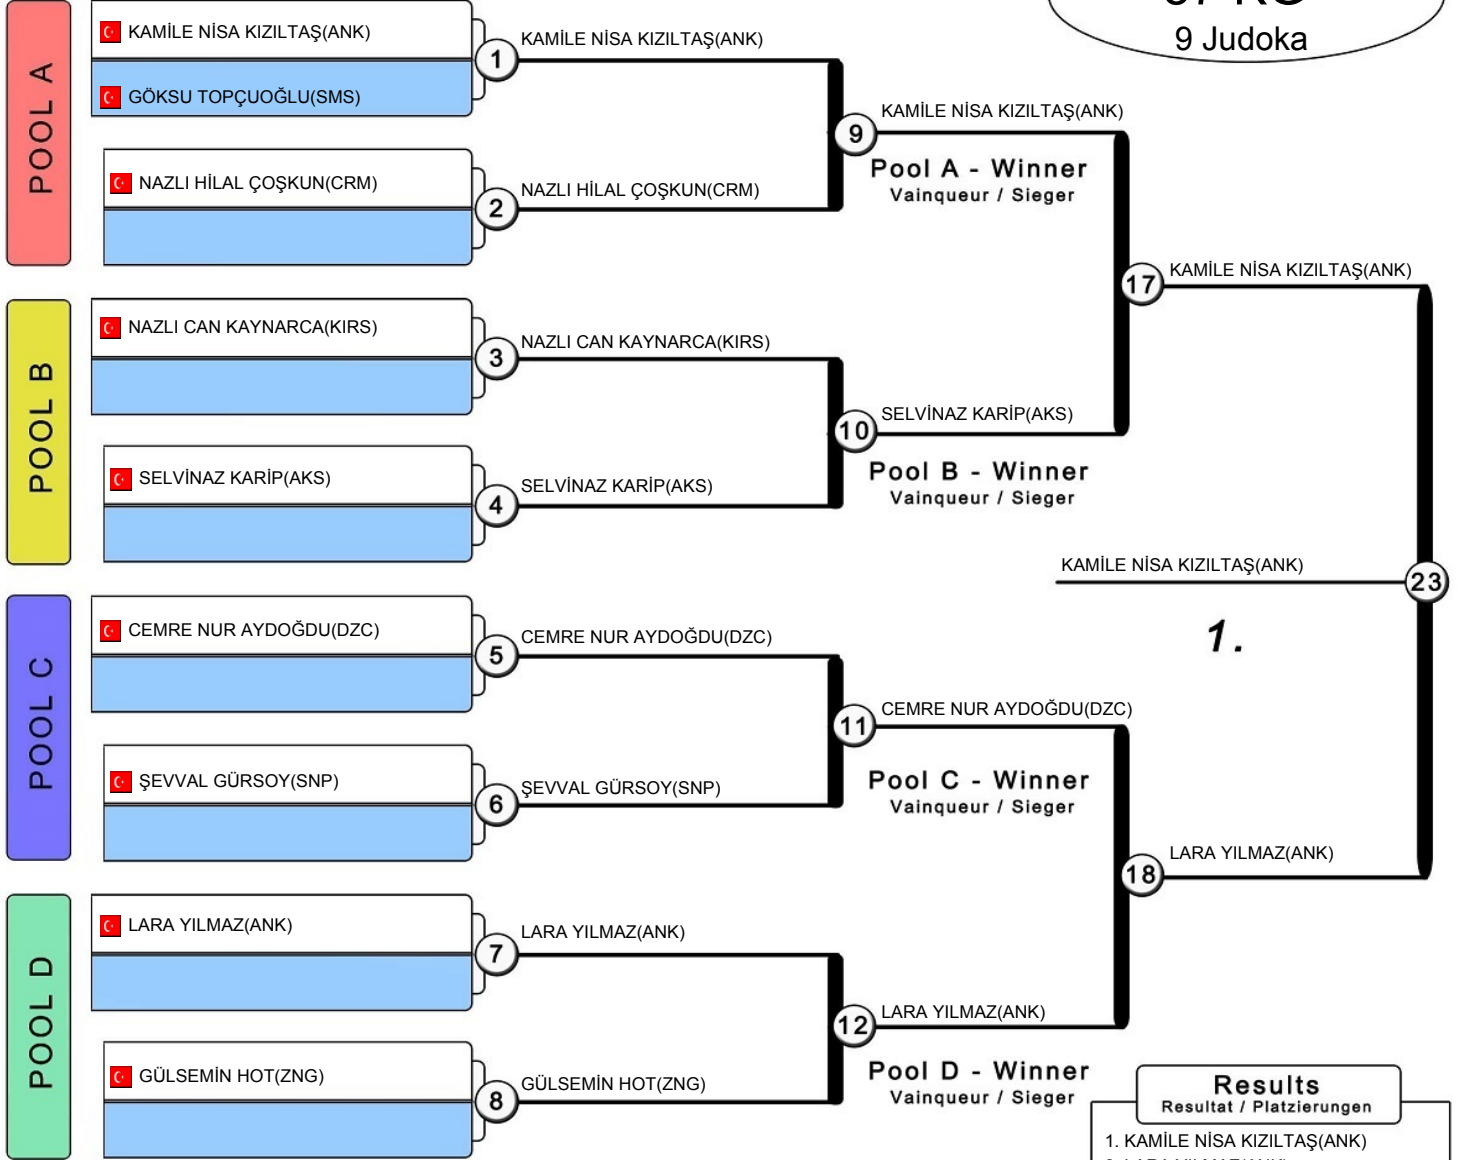 9 Judoka
POOL A
KAMİLE NİSA KIZILTAŞ(ANK)
GÖKSU TOPÇUOĞLU(SMS)
1
KAMİLE NİSA KIZILTAŞ(ANK)
NAZLI HİLAL ÇOŞKUN(CRM)
2
NAZLI HİLAL ÇOŞKUN(CRM)
9
KAMİLE NİSA KIZILTAŞ(ANK)
Pool A - Winner
Vainqueur / Sieger
POOL B
NAZLI CAN KAYNARCA(KIRS)
3
NAZLI CAN KAYNARCA(KIRS)
SELVİNAZ KARİP(AKS)
4
SELVİNAZ KARİP(AKS)
10
SELVİNAZ KARİP(AKS)
Pool B - Winner
Vainqueur / Sieger
17
KAMİLE NİSA KIZILTAŞ(ANK)
POOL C
CEMRE NUR AYDOĞDU(DZC)
5
CEMRE NUR AYDOĞDU(DZC)
ŞEVVAL GÜRSOY(SNP)
6
ŞEVVAL GÜRSOY(SNP)
11
CEMRE NUR AYDOĞDU(DZC)
Pool C - Winner
Vainqueur / Sieger
POOL D
LARA YILMAZ(ANK)
7
LARA YILMAZ(ANK)
GÜLSEMİN HOT(ZNG)
8
GÜLSEMİN HOT(ZNG)
12
LARA YILMAZ(ANK)
Pool D - Winner
Vainqueur / Sieger
18
LARA YILMAZ(ANK)
KAMİLE NİSA KIZILTAŞ(ANK)
23
1.
Results
Resultat / Platzierungen
1. KAMİLE NİSA KIZILTAŞ(ANK)